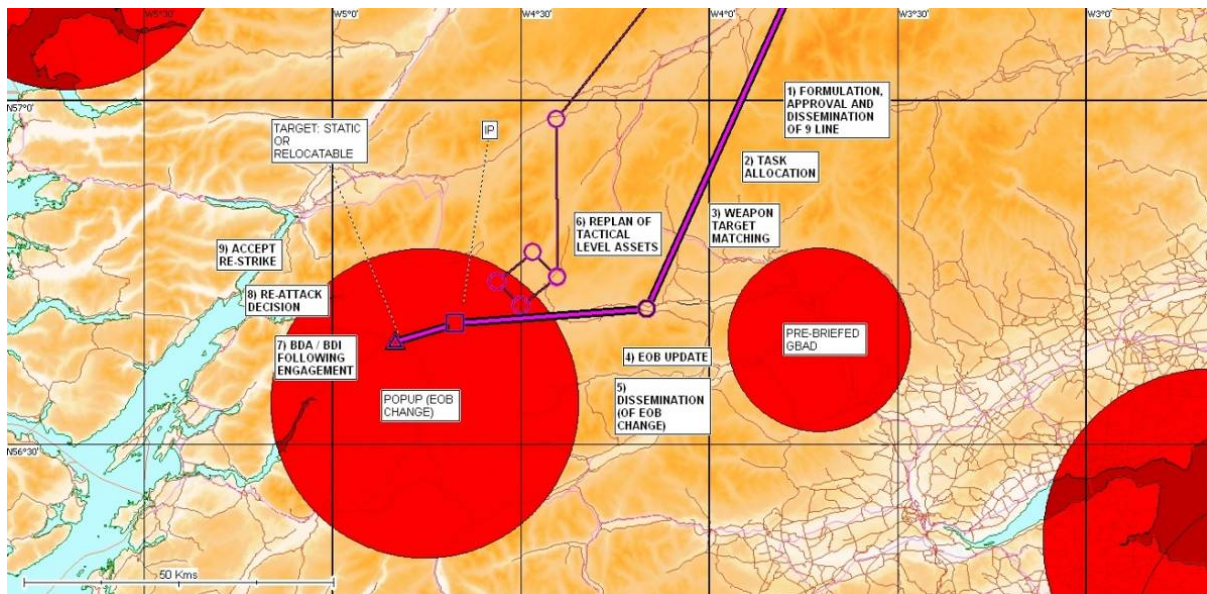 W5°30'
W5°0'
W4°30'
W4°0'
W3°30'
W3°0'
N57°0'
1) FORMULATION,
APPROVAL AND
DISSEMINATION
OF 9 LINE
TARGET: STATIC
OR
RELOCATABLE
IP
2) TASK
ALLOCATION
3) WEAPON
TARGET
MATCHING
6) REPLAN OF
TACTICAL
LEVEL ASSETS
9) ACCEPT
RE-STRIKE
8) RE-ATTACK
DECISION
7) BDA / BDI
FOLLOWING
ENGAGEMENT
PRE-BRIEFED
GBAD
4) EOB UPDATE
5)
DISSEMINATION
(OF EOB
CHANGE)
POPUP (EOB
CHANGE)
N56°30'
50 Kms